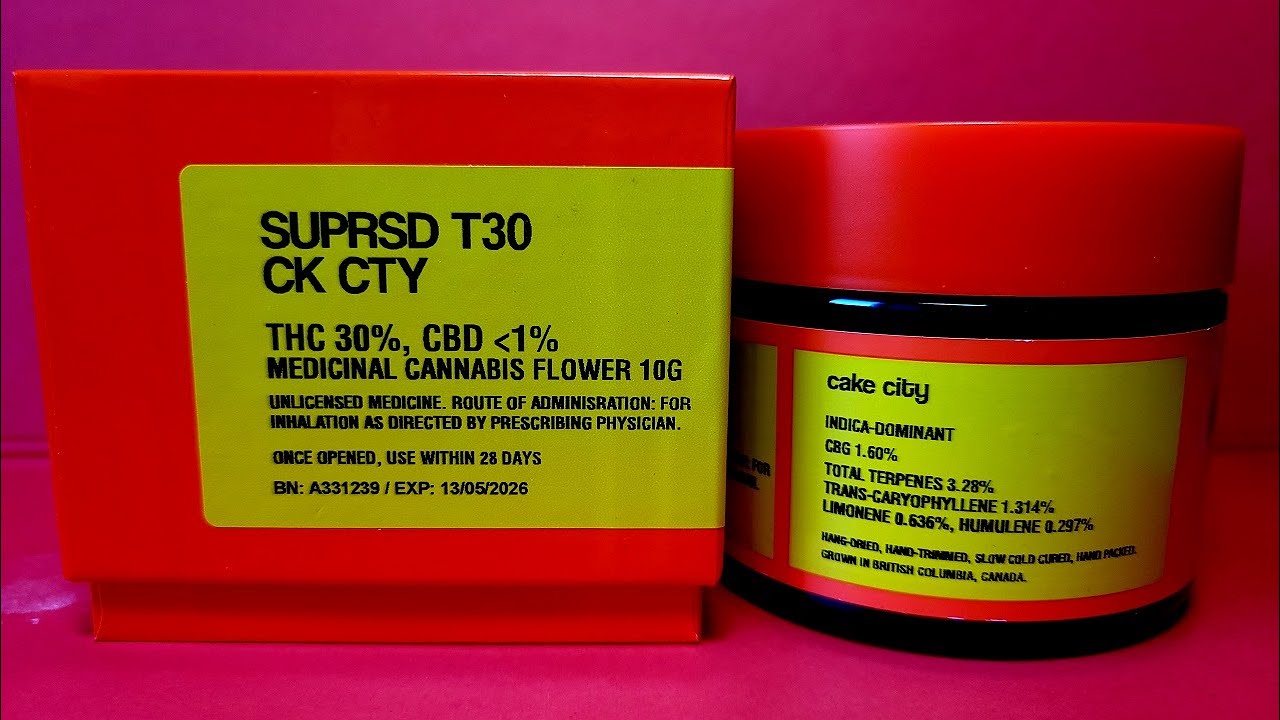 SUPRSD T30
CK CTY
THC 30%, CBD <1%
MEDICINAL CANNABIS FLOWER 10G
UNLICENSED MEDICINE. ROUTE OF ADMINISRATION: FOR
INHALATION AS DIRECTED BY PRESCRIBING PHYSICIAN.
ONCE OPENED, USE WITHIN 28 DAYS
BN: A331239 / EXP: 13/05/2026
FOR
cake city
INDICA-DOMINANT
CBG 1.60%
TOTAL TERPENES 3.28%
TRANS-CARYOPHYLLENE 1.314%
LIMONENE 0.636%, HUMULENE 0.297%
HANG-DRIED, HAND-TRIMMED, SLOW COLD CURED, HAND PACKED.
GROWN IN BRITISH COLUMBIA, CANADA.